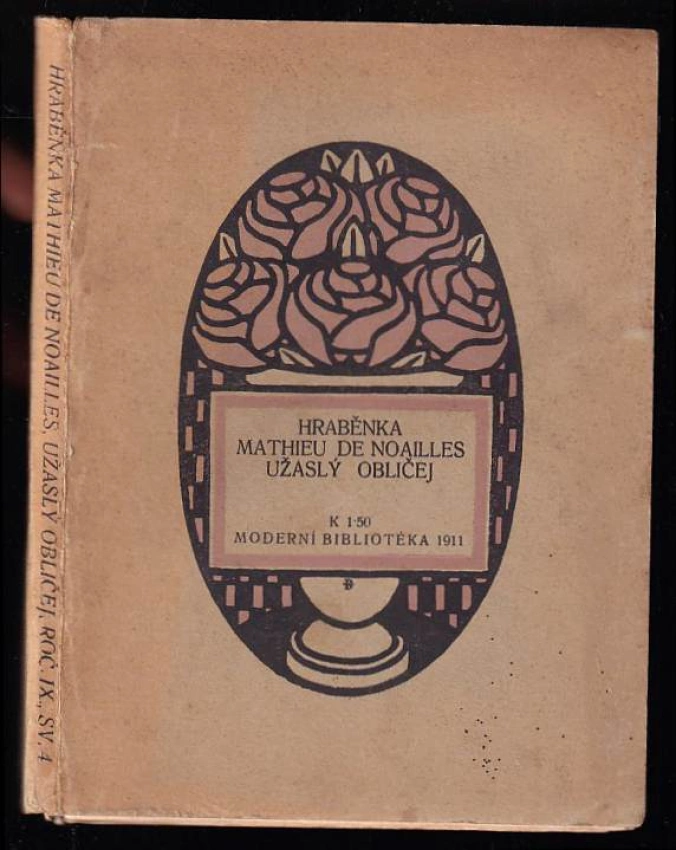 HRABĚNKA MATHIEU DE NOAILLES, UŽASLÝ OBLIČEJ, ROČ. IX., SV. 4
HRABĚNKA
MATHIEU DE NOAILLES
UŽASLÝ OBLIČEJ
K 1·50
MODERNÍ BIBLIOTÉKA 1911